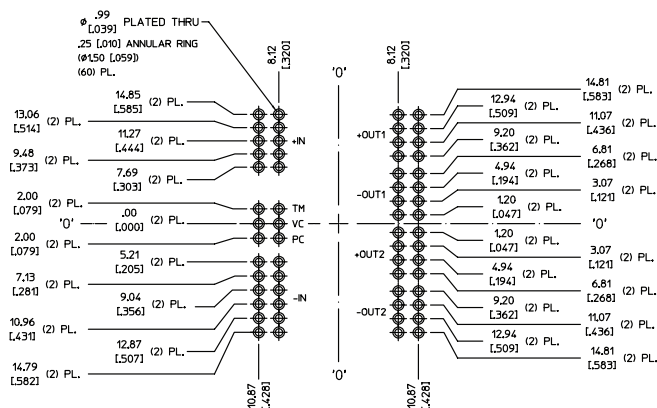 ø .99
[.039] PLATED THRU
.25 [.010] ANNULAR RING
(ø1.50 [.059])
(60) PL.
8.12
[.320]
8.12
[.320]
'0'
14.85
[.585] (2) PL.
13.06
[.514] (2) PL.
11.27
[.444] (2) PL.
9.48
[.373] (2) PL.
7.69
[.303] (2) PL.
2.00
[.079] (2) PL.
'0'
.00
[.000] (2) PL.
2.00
[.079] (2) PL.
5.21
[.205] (2) PL.
7.13
[.281] (2) PL.
9.04
[.356] (2) PL.
10.96
[.431] (2) PL.
12.87
[.507] (2) PL.
14.79
[.582] (2) PL.
+IN
TM
VC
PC
-IN
10.87
[.428]
'0'
10.87
[.428]
+OUT1
-OUT1
+OUT2
-OUT2
14.81
[.583] (2) PL.
12.94
[.509] (2) PL.
11.07
[.436] (2) PL.
9.20
[.362] (2) PL.
6.81
[.268] (2) PL.
4.94
[.194] (2) PL.
3.07
[.121] (2) PL.
1.20
[.047] (2) PL.
'0'
1.20
[.047] (2) PL.
3.07
[.121] (2) PL.
4.94
[.194] (2) PL.
6.81
[.268] (2) PL.
9.20
[.362] (2) PL.
11.07
[.436] (2) PL.
12.94
[.509] (2) PL.
14.81
[.583] (2) PL.